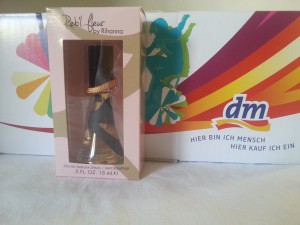 Reb'l fleur
by Rihanna
.5 FL. OZ. 15 mL e
dm
HIER BIN ICH MENSCH
HIER KAUF ICH EIN